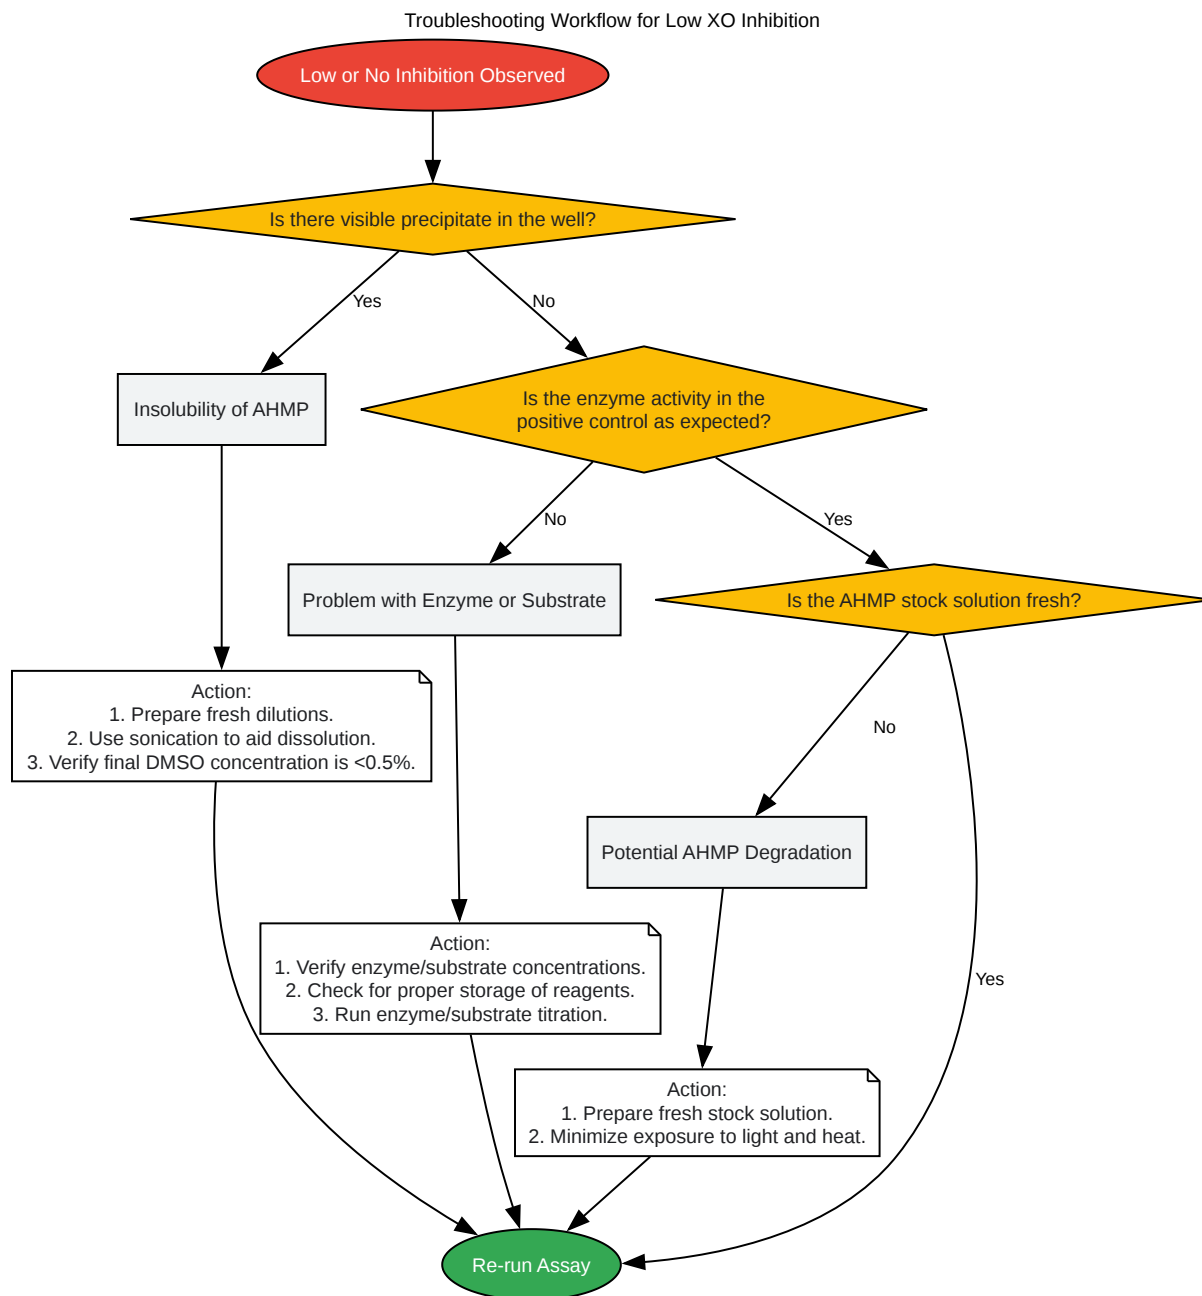 Troubleshooting Workflow for Low XO Inhibition
Low or No Inhibition Observed
Is there visible precipitate in the well?
Yes
No
Insolubility of AHMP
Is the enzyme activity in the
positive control as expected?
No
Yes
Problem with Enzyme or Substrate
Is the AHMP stock solution fresh?
Action:
1. Prepare fresh dilutions.
2. Use sonication to aid dissolution.
3. Verify final DMSO concentration is <0.5%.
No
Potential AHMP Degradation
Action:
1. Verify enzyme/substrate concentrations.
2. Check for proper storage of reagents.
3. Run enzyme/substrate titration.
Yes
Action:
1. Prepare fresh stock solution.
2. Minimize exposure to light and heat.
Re-run Assay